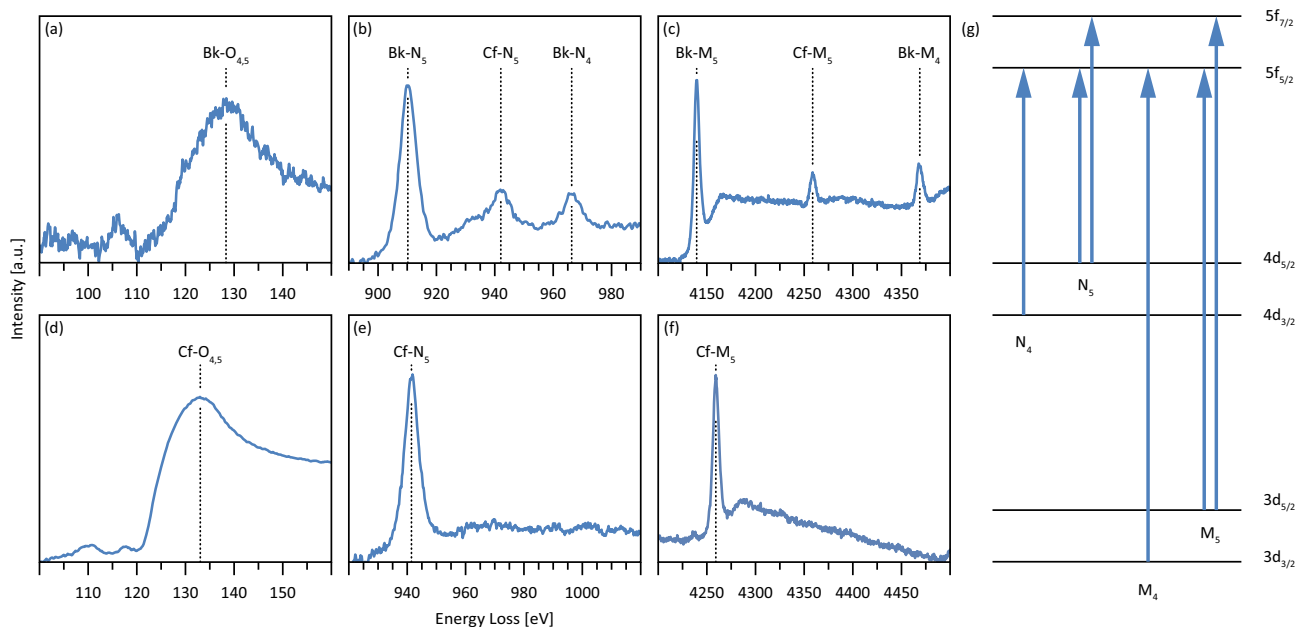 (a)
Bk-O4,5
100 110 120 130 140 150
(b)
Bk-N5 Cf-N5 Bk-N4
900 920 940 960 980
(c)
Bk-M5 Cf-M5 Bk-M4
4150 4200 4250 4300 4350
(d)
Cf-O4,5
100 110 120 130 140 150
(e)
Cf-N5
940 960 980 1000
(f)
Cf-M5
4250 4300 4350 4400 4450
Intensity [a.u.]
Energy Loss [eV]
(g)
5f7/2
5f5/2
4d5/2
N5
4d3/2
N4
3d5/2
M5
3d3/2
M4